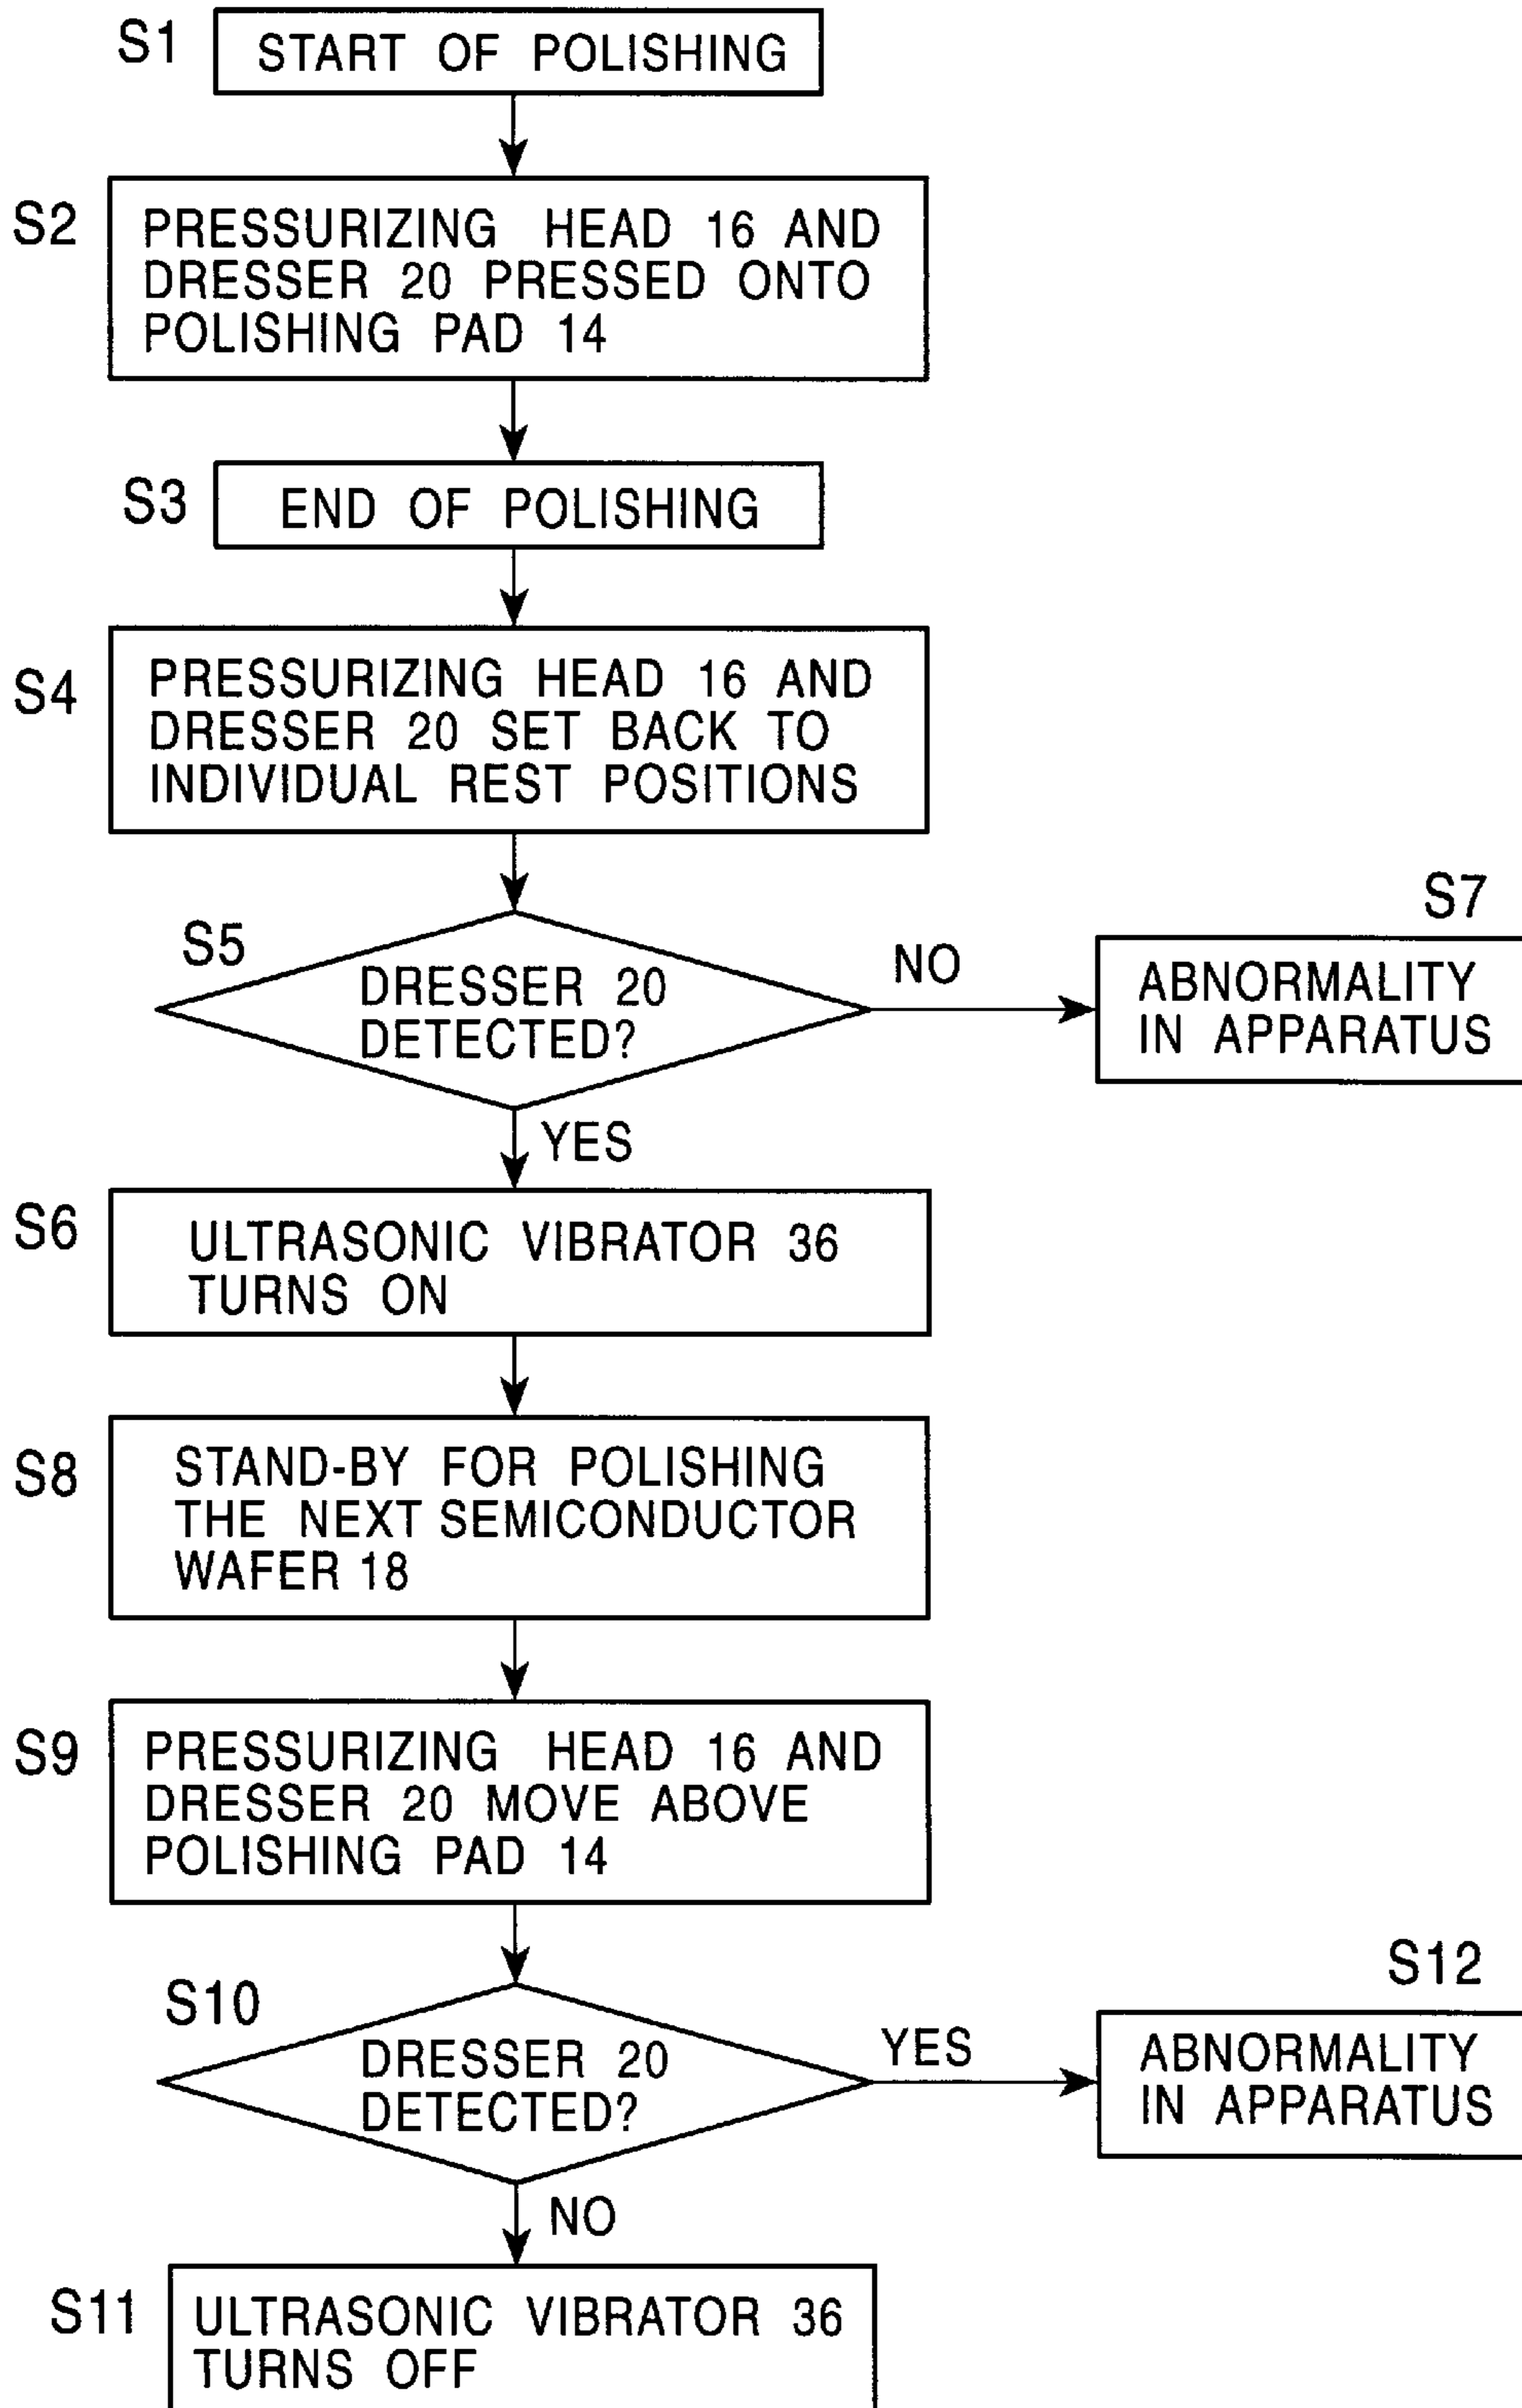 S1
START OF POLISHING
S2
PRESSURIZING HEAD 16 AND
DRESSER 20 PRESSED ONTO
POLISHING PAD 14
S3
END OF POLISHING
S4
PRESSURIZING HEAD 16 AND
DRESSER 20 SET BACK TO
INDIVIDUAL REST POSITIONS
S5
DRESSER 20
DETECTED?
NO
S7
ABNORMALITY
IN APPARATUS
YES
S6
ULTRASONIC VIBRATOR 36
TURNS ON
S8
STAND-BY FOR POLISHING
THE NEXT SEMICONDUCTOR
WAFER 18
S9
PRESSURIZING HEAD 16 AND
DRESSER 20 MOVE ABOVE
POLISHING PAD 14
S10
DRESSER 20
DETECTED?
YES
S12
ABNORMALITY
IN APPARATUS
NO
S11
ULTRASONIC VIBRATOR 36
TURNS OFF